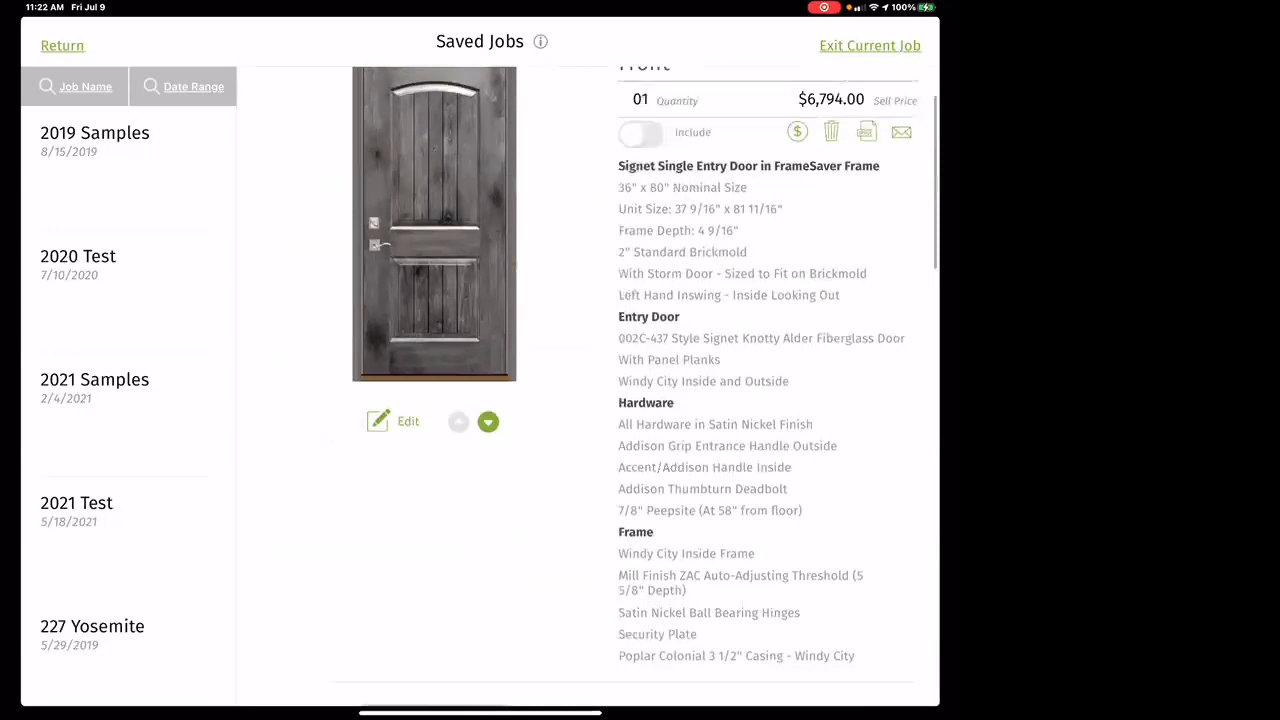 11:22 AM Fri Jul 9
100%
Return
Saved Jobs
Exit Current Job
Job Name
Date Range
2019 Samples
8/15/2019
2020 Test
7/10/2020
2021 Samples
2/4/2021
2021 Test
5/18/2021
227 Yosemite
5/29/2019
Edit
Front
01 Quantity
$6,794.00 Sell Price
Include
Signet Single Entry Door in FrameSaver Frame
36" x 80" Nominal Size
Unit Size: 37 9/16" x 81 11/16"
Frame Depth: 4 9/16"
2" Standard Brickmold
With Storm Door - Sized to Fit on Brickmold
Left Hand Inswing - Inside Looking Out
Entry Door
002C-437 Style Signet Knotty Alder Fiberglass Door
With Panel Planks
Windy City Inside and Outside
Hardware
All Hardware in Satin Nickel Finish
Addison Grip Entrance Handle Outside
Accent/Addison Handle Inside
Addison Thumbturn Deadbolt
7/8" Peepsite (At 58" from floor)
Frame
Windy City Inside Frame
Mill Finish ZAC Auto-Adjusting Threshold (5
5/8" Depth)
Satin Nickel Ball Bearing Hinges
Security Plate
Poplar Colonial 3 1/2" Casing - Windy City